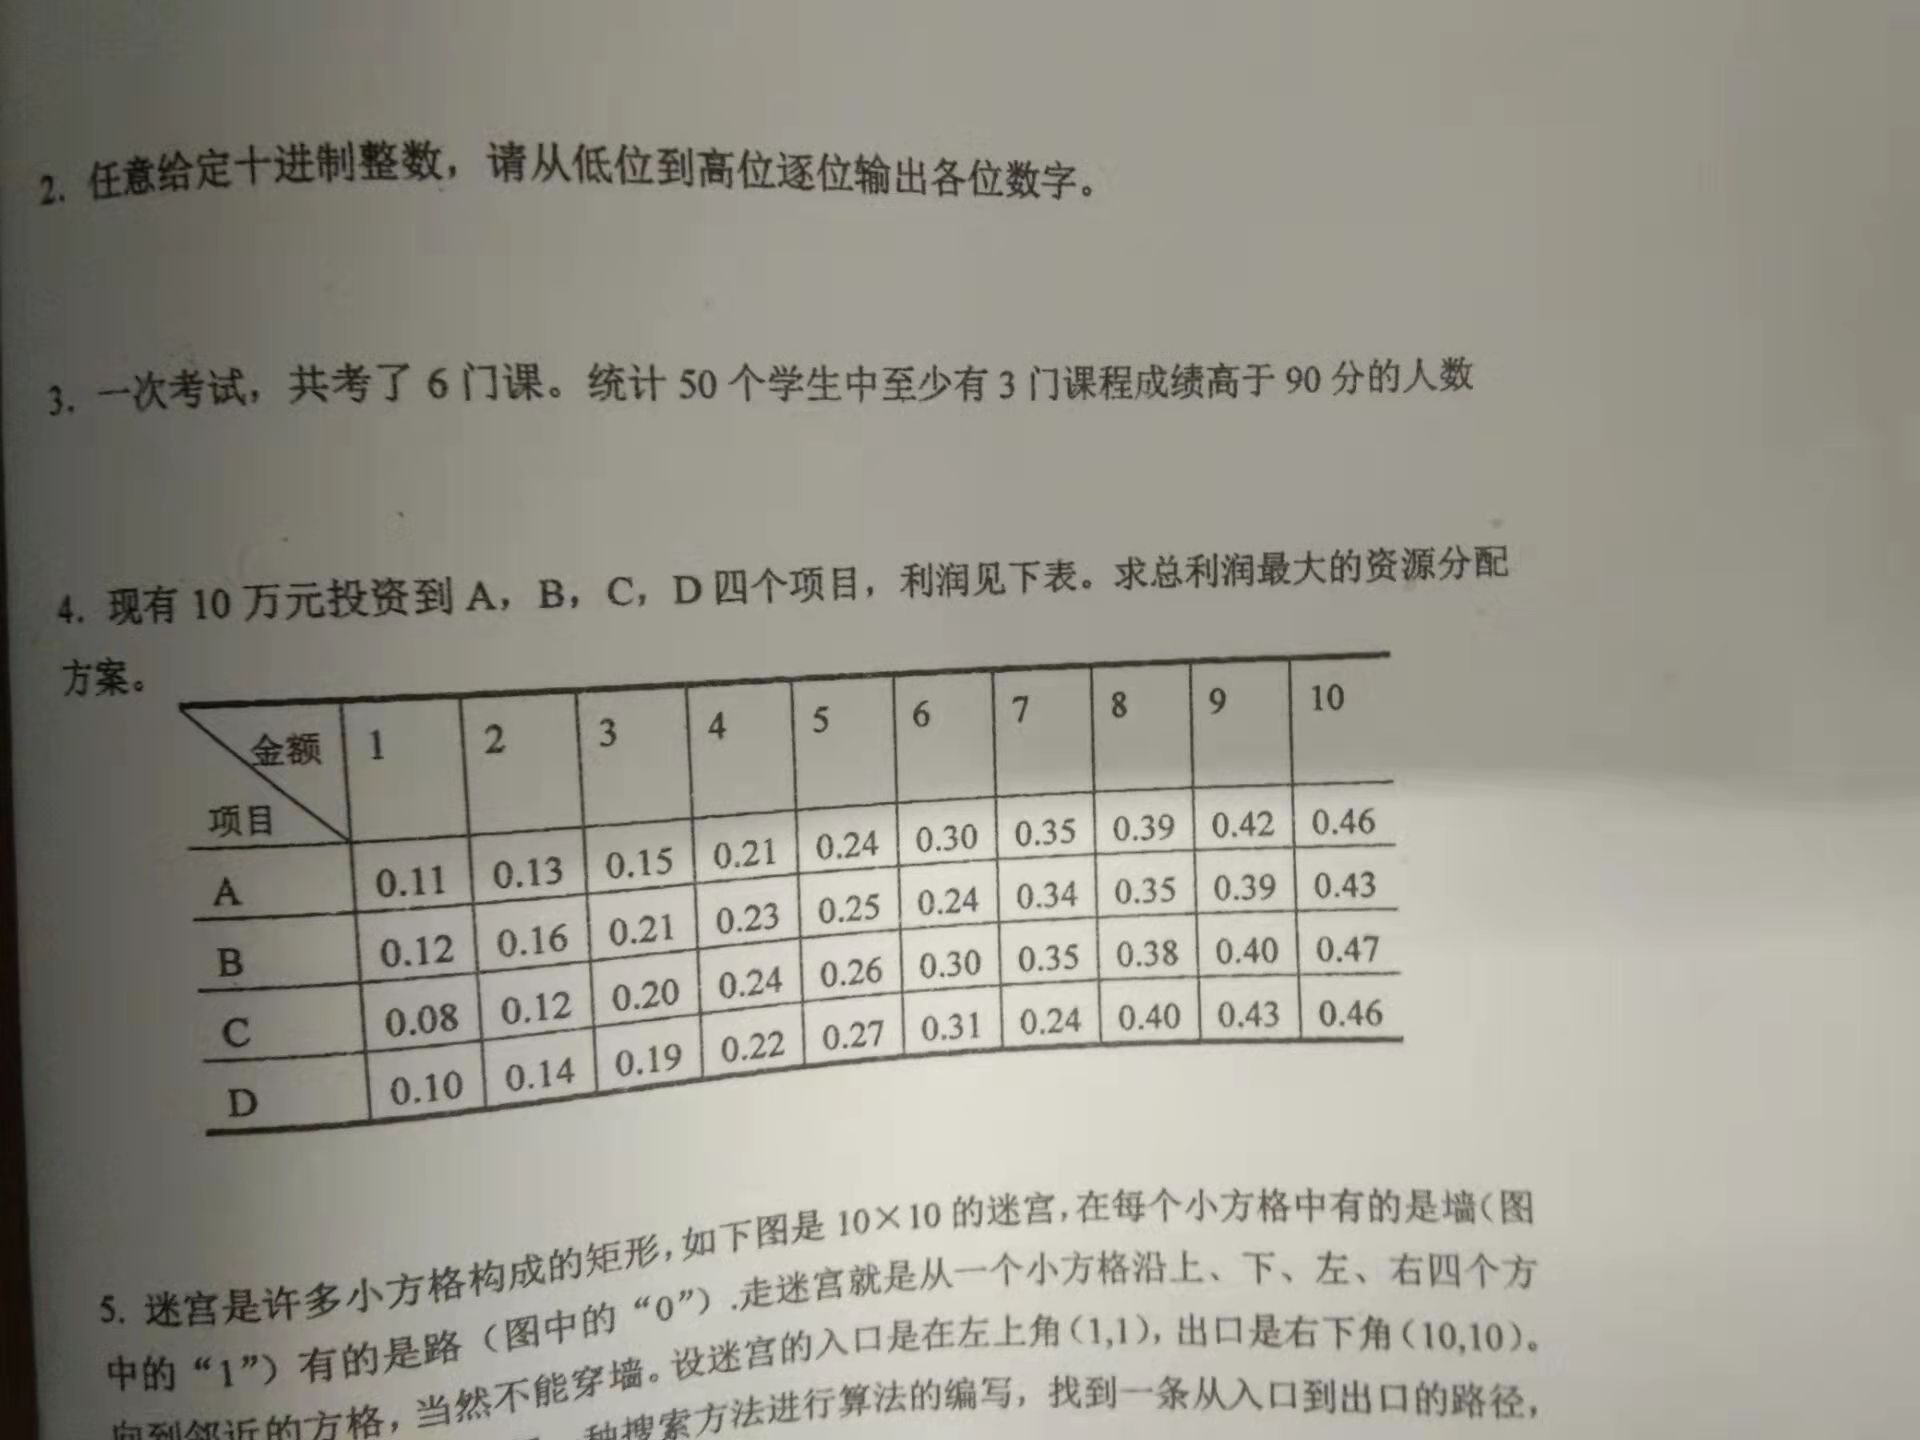 2. 任意给定十进制整数，请从低位到高位逐位输出各位数字。
3. 一次考试，共考了 6 门课。统计 50 个学生中至少有 3 门课程成绩高于 90 分的人数
4. 现有 10 万元投资到 A，B，C，D 四个项目，利润见下表。求总利润最大的资源分配
方案。
金额 1 2 3 4 5 6 7 8 9 10
项目
A 0.11 0.13 0.15 0.21 0.24 0.30 0.35 0.39 0.42 0.46
B 0.12 0.16 0.21 0.23 0.25 0.24 0.34 0.35 0.39 0.43
C 0.08 0.12 0.20 0.24 0.26 0.30 0.35 0.38 0.40 0.47
D 0.10 0.14 0.19 0.22 0.27 0.31 0.24 0.40 0.43 0.46
5. 迷宫是许多小方格构成的矩形，如下图是 10×10 的迷宫，在每个小方格中有的是墙（图
中的“1”）有的是路（图中的“0”）.走迷宫就是从一个小方格沿上、下、左、右四个方
向到邻近的方格，当然不能穿墙。设迷宫的入口是在左上角（1,1），出口是右下角（10,10）。
一种搜索方法进行算法的编写，找到一条从入口到出口的路径，